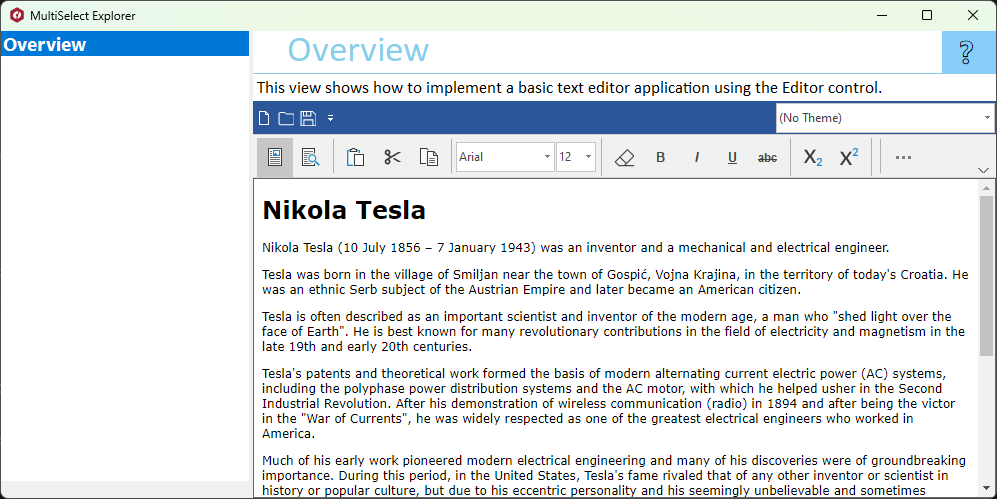 MultiSelect Explorer
Overview
Overview
?
This view shows how to implement a basic text editor application using the Editor control.
(No Theme)
Arial 12 B I U abc X2 X2 ...
Nikola Tesla
Nikola Tesla (10 July 1856 – 7 January 1943) was an inventor and a mechanical and electrical engineer.
Tesla was born in the village of Smiljan near the town of Gospić, Vojna Krajina, in the territory of today's Croatia. He
was an ethnic Serb subject of the Austrian Empire and later became an American citizen.
Tesla is often described as an important scientist and inventor of the modern age, a man who "shed light over the
face of Earth". He is best known for many revolutionary contributions in the field of electricity and magnetism in the
late 19th and early 20th centuries.
Tesla's patents and theoretical work formed the basis of modern alternating current electric power (AC) systems,
including the polyphase power distribution systems and the AC motor, with which he helped usher in the Second
Industrial Revolution. After his demonstration of wireless communication (radio) in 1894 and after being the victor
in the "War of Currents", he was widely respected as one of the greatest electrical engineers who worked in
America.
Much of his early work pioneered modern electrical engineering and many of his discoveries were of groundbreaking
importance. During this period, in the United States, Tesla's fame rivaled that of any other inventor or scientist in
history or popular culture, but due to his eccentric personality and his seemingly unbelievable and sometimes